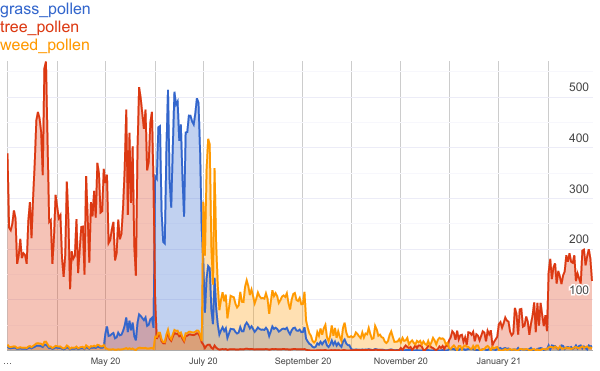 grass_pollen
tree_pollen
weed_pollen
500
400
300
200
100
... May 20 July 20 September 20 November 20 January 21